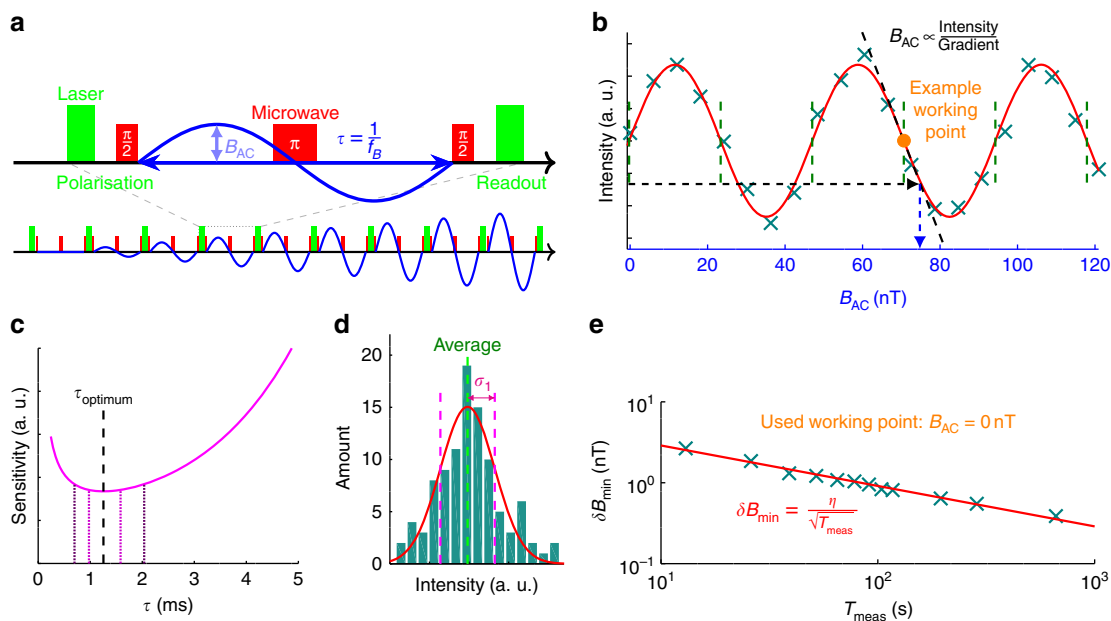 a
Laser
Microwave
π/2
π
π/2
B_AC
τ = 1/f_B
Polarisation
Readout
b
B_AC ∝ Intensity/Gradient
Example
working
point
Intensity (a. u.)
0 20 40 60 80 100 120
B_AC (nT)
c
τ_optimum
Sensitivity (a. u.)
0 1 2 3 4 5
τ (ms)
d
Average
σ_1
20
15
10
5
0
Amount
Intensity (a. u.)
e
Used working point: B_AC = 0 nT
10^1
10^0
10^−1
δB_min (nT)
δB_min = η/√T_meas
10^1 10^2 10^3
T_meas (s)